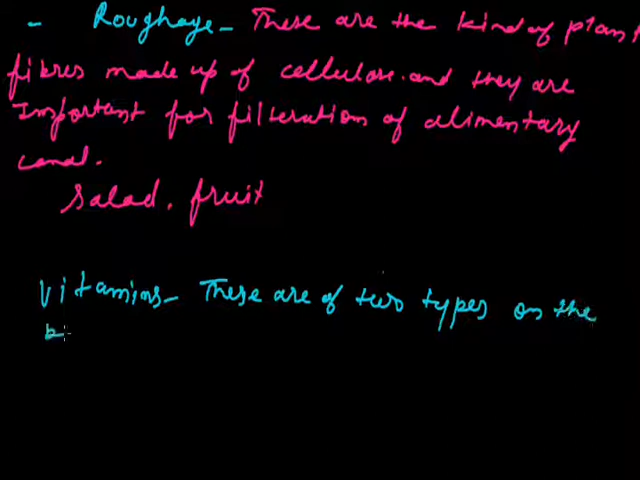 - Roughage - These are the kind of plant
fibres made up of cellulose. and they are
Important for filteration of alimentary
canal.
Salad. fruit
Vitamins - These are of two types on the